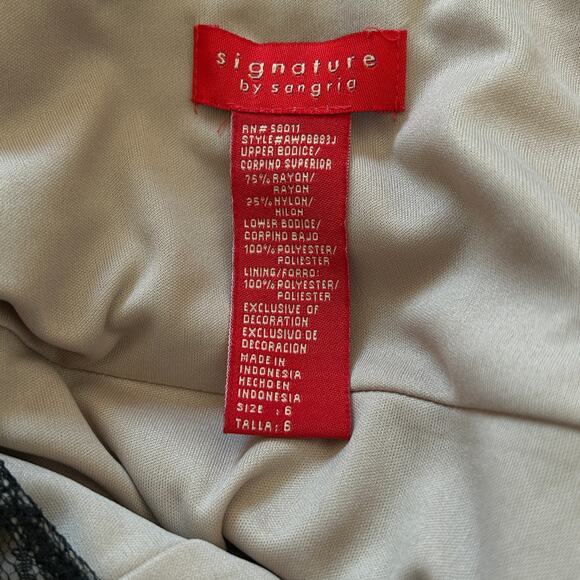 signature
by sangria
RN# 58011
STYLE#AWPB883J
UPPER BODICE/
CORPINO SUPERIOR
75% RAYON/
RAYON
25% NYLON/
NILON
LOWER BODICE/
CORPINO BAJO
100% POLYESTER/
POLIESTER
LINING/FORRO:
100% POLYESTER/
POLIESTER
EXCLUSIVE OF
DECORATION
EXCLUSIVO DE
DECORACION
MADE IN
INDONESIA
HECHO EN
INDONESIA
SIZE : 6
TALLA: 6